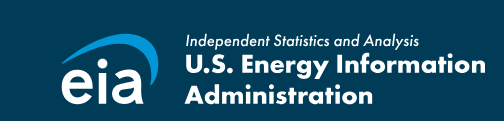 eia
Independent Statistics and Analysis
U.S. Energy Information
Administration